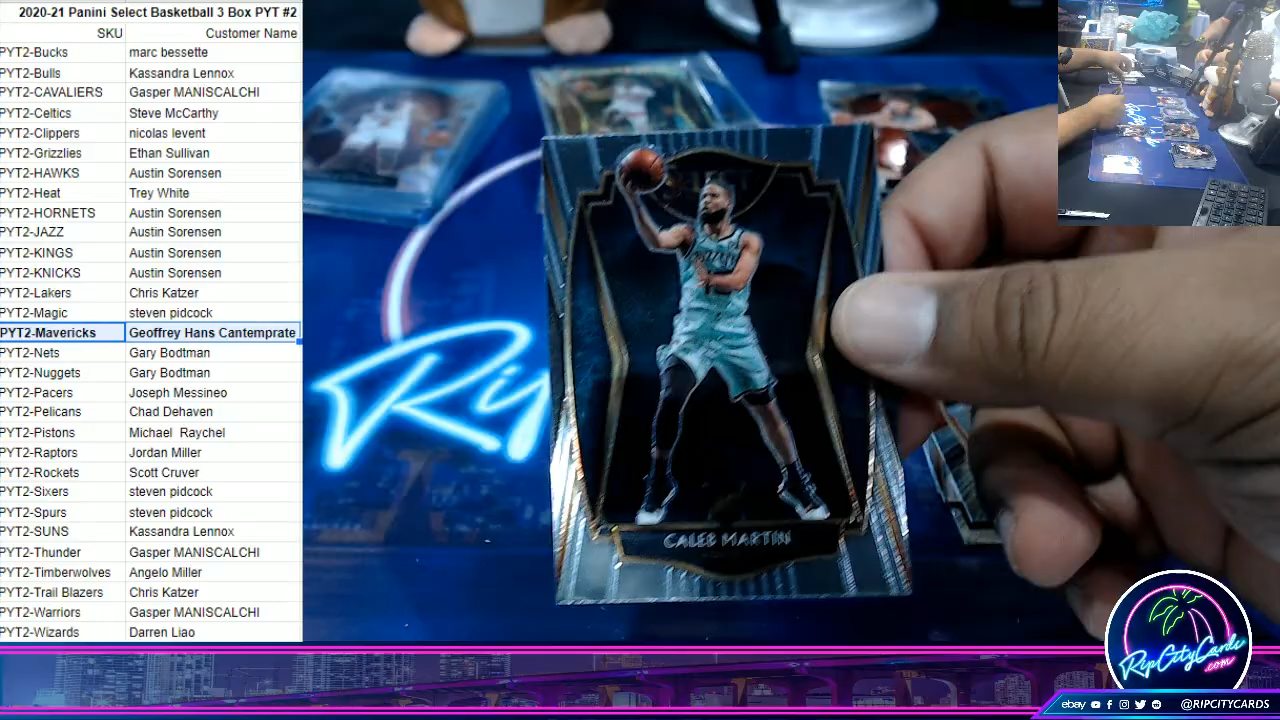 2020-21 Panini Select Basketball 3 Box PYT #2
SKU Customer Name
PYT2-Bucks marc bessette
PYT2-Bulls Kassandra Lennox
PYT2-CAVALIERS Gasper MANISCALCHI
PYT2-Celtics Steve McCarthy
PYT2-Clippers nicolas levent
PYT2-Grizzlies Ethan Sullivan
PYT2-HAWKS Austin Sorensen
PYT2-Heat Trey White
PYT2-HORNETS Austin Sorensen
PYT2-JAZZ Austin Sorensen
PYT2-KINGS Austin Sorensen
PYT2-KNICKS Austin Sorensen
PYT2-Lakers Chris Katzer
PYT2-Magic steven pidcock
PYT2-Mavericks Geoffrey Hans Cantemprate
PYT2-Nets Gary Bodtman
PYT2-Nuggets Gary Bodtman
PYT2-Pacers Joseph Messineo
PYT2-Pelicans Chad Dehaven
PYT2-Pistons Michael Raychel
PYT2-Raptors Jordan Miller
PYT2-Rockets Scott Cruver
PYT2-Sixers steven pidcock
PYT2-Spurs steven pidcock
PYT2-SUNS Kassandra Lennox
PYT2-Thunder Gasper MANISCALCHI
PYT2-Timberwolves Angelo Miller
PYT2-Trail Blazers Chris Katzer
PYT2-Warriors Gasper MANISCALCHI
PYT2-Wizards Darren Liao
Rip
CALEB MARTIN
RipCityCards
.com
ebay @RIPCITYCARDS